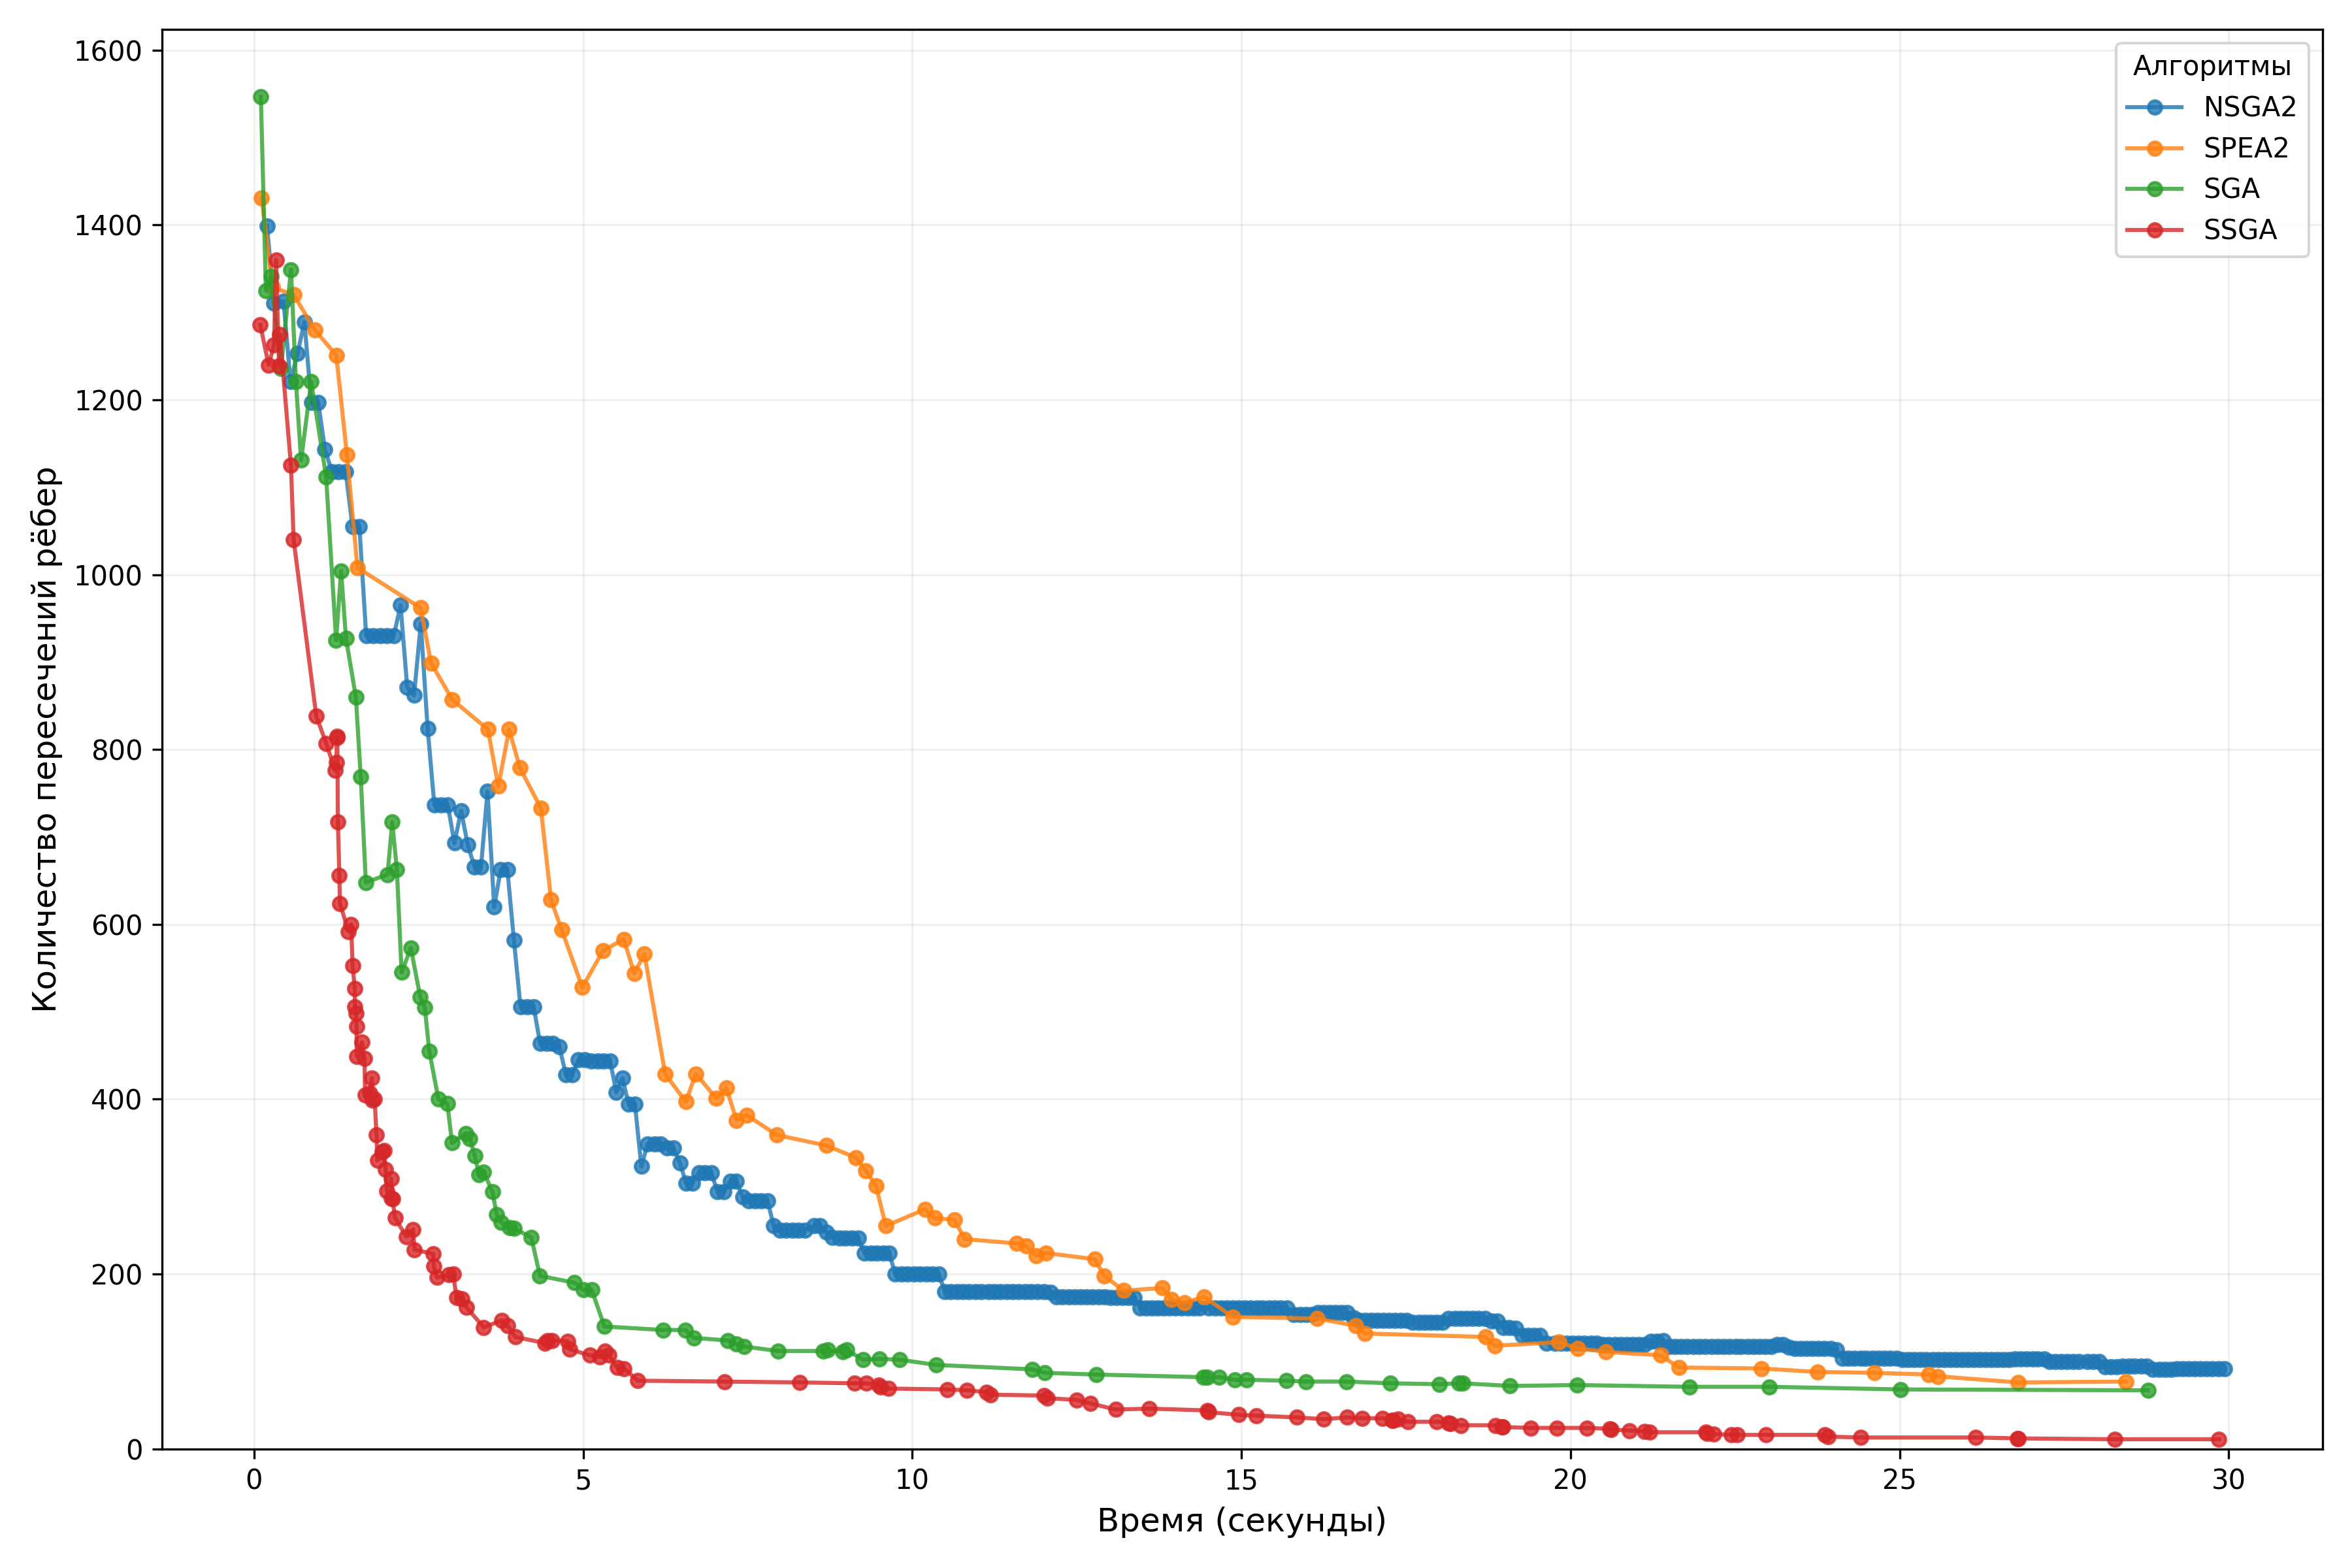 Количество пересечений рёбер
1600
1400
1200
1000
800
600
400
200
0
Алгоритмы
NSGA2
SPEA2
SGA
SSGA
0 5 10 15 20 25 30
Время (секунды)